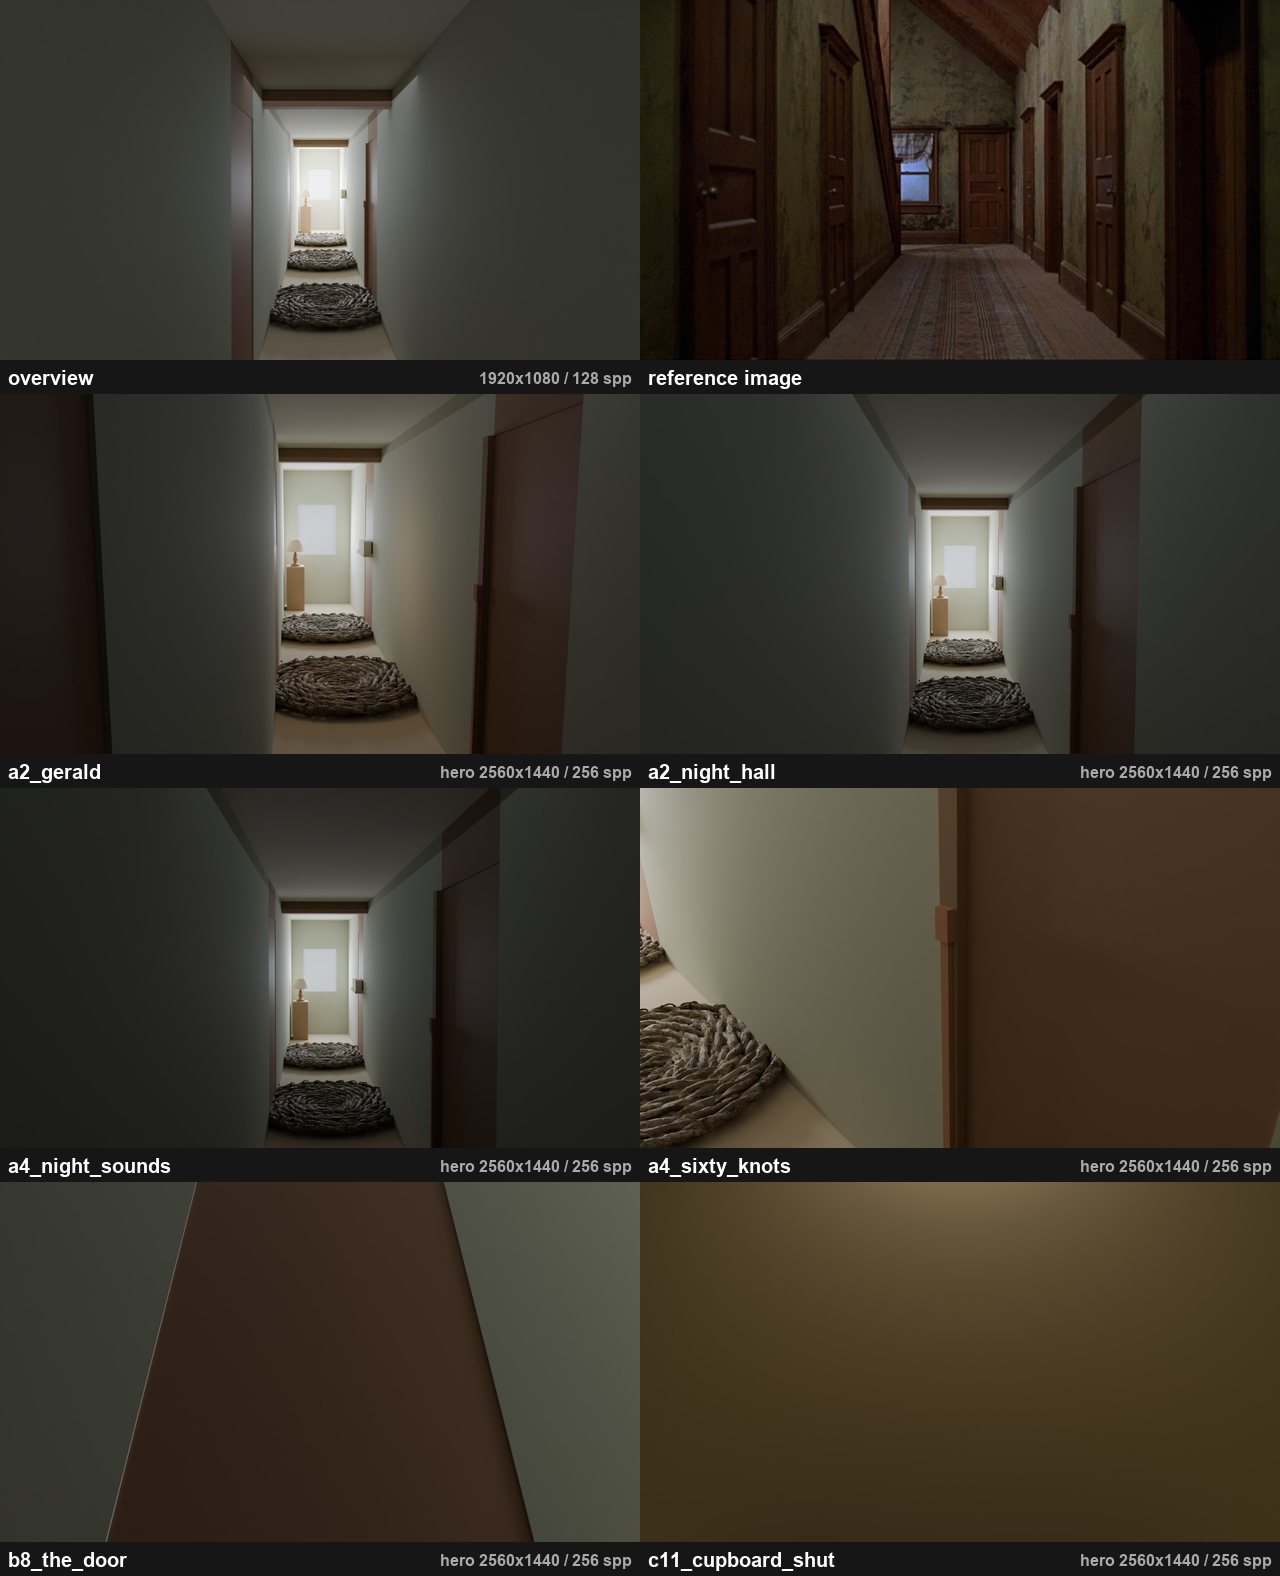 overview
1920x1080 / 128 spp
reference image
a2_gerald
hero 2560x1440 / 256 spp
a2_night_hall
hero 2560x1440 / 256 spp
a4_night_sounds
hero 2560x1440 / 256 spp
a4_sixty_knots
hero 2560x1440 / 256 spp
b8_the_door
hero 2560x1440 / 256 spp
c11_cupboard_shut
hero 2560x1440 / 256 spp